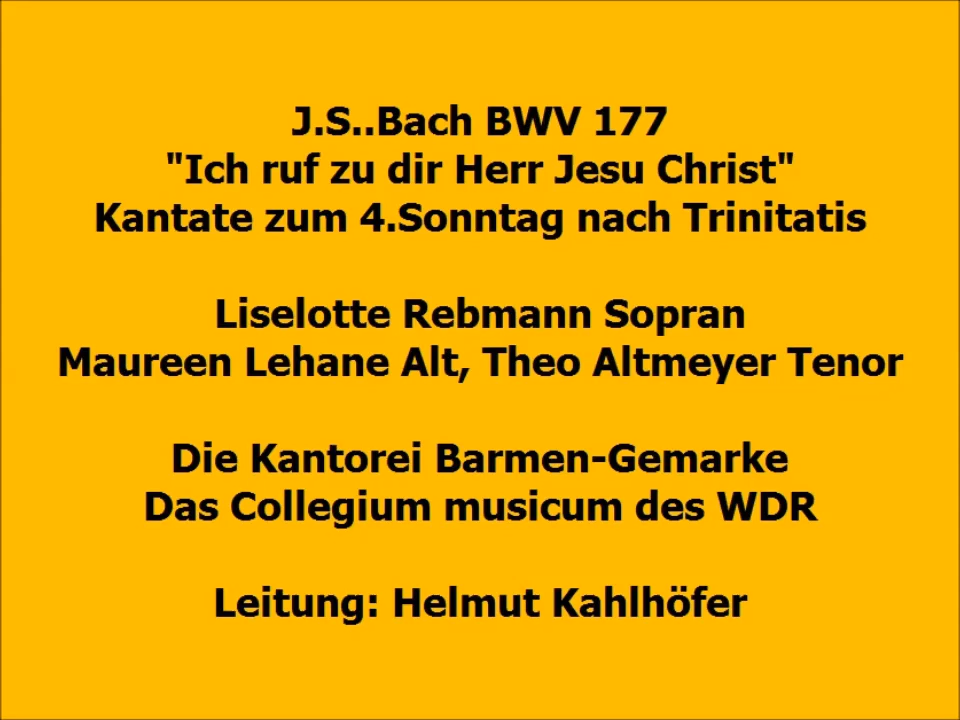 J.S..Bach BWV 177
"Ich ruf zu dir Herr Jesu Christ"
Kantate zum 4.Sonntag nach Trinitatis
Liselotte Rebmann Sopran
Maureen Lehane Alt, Theo Altmeyer Tenor
Die Kantorei Barmen-Gemarke
Das Collegium musicum des WDR
Leitung: Helmut Kahlhöfer